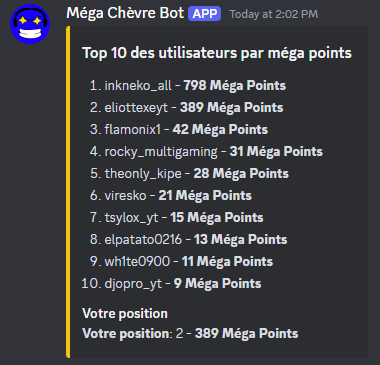 Méga Chèvre Bot APP Today at 2:02 PM
Top 10 des utilisateurs par méga points
1. inkneko_all - 798 Méga Points
2. eliottexeyt - 389 Méga Points
3. flamonix1 - 42 Méga Points
4. rocky_multigaming - 31 Méga Points
5. theonly_kipe - 28 Méga Points
6. viresko - 21 Méga Points
7. tsylox_yt - 15 Méga Points
8. elpatato0216 - 13 Méga Points
9. wh1te0900 - 11 Méga Points
10. djopro_yt - 9 Méga Points
Votre position
Votre position: 2 - 389 Méga Points